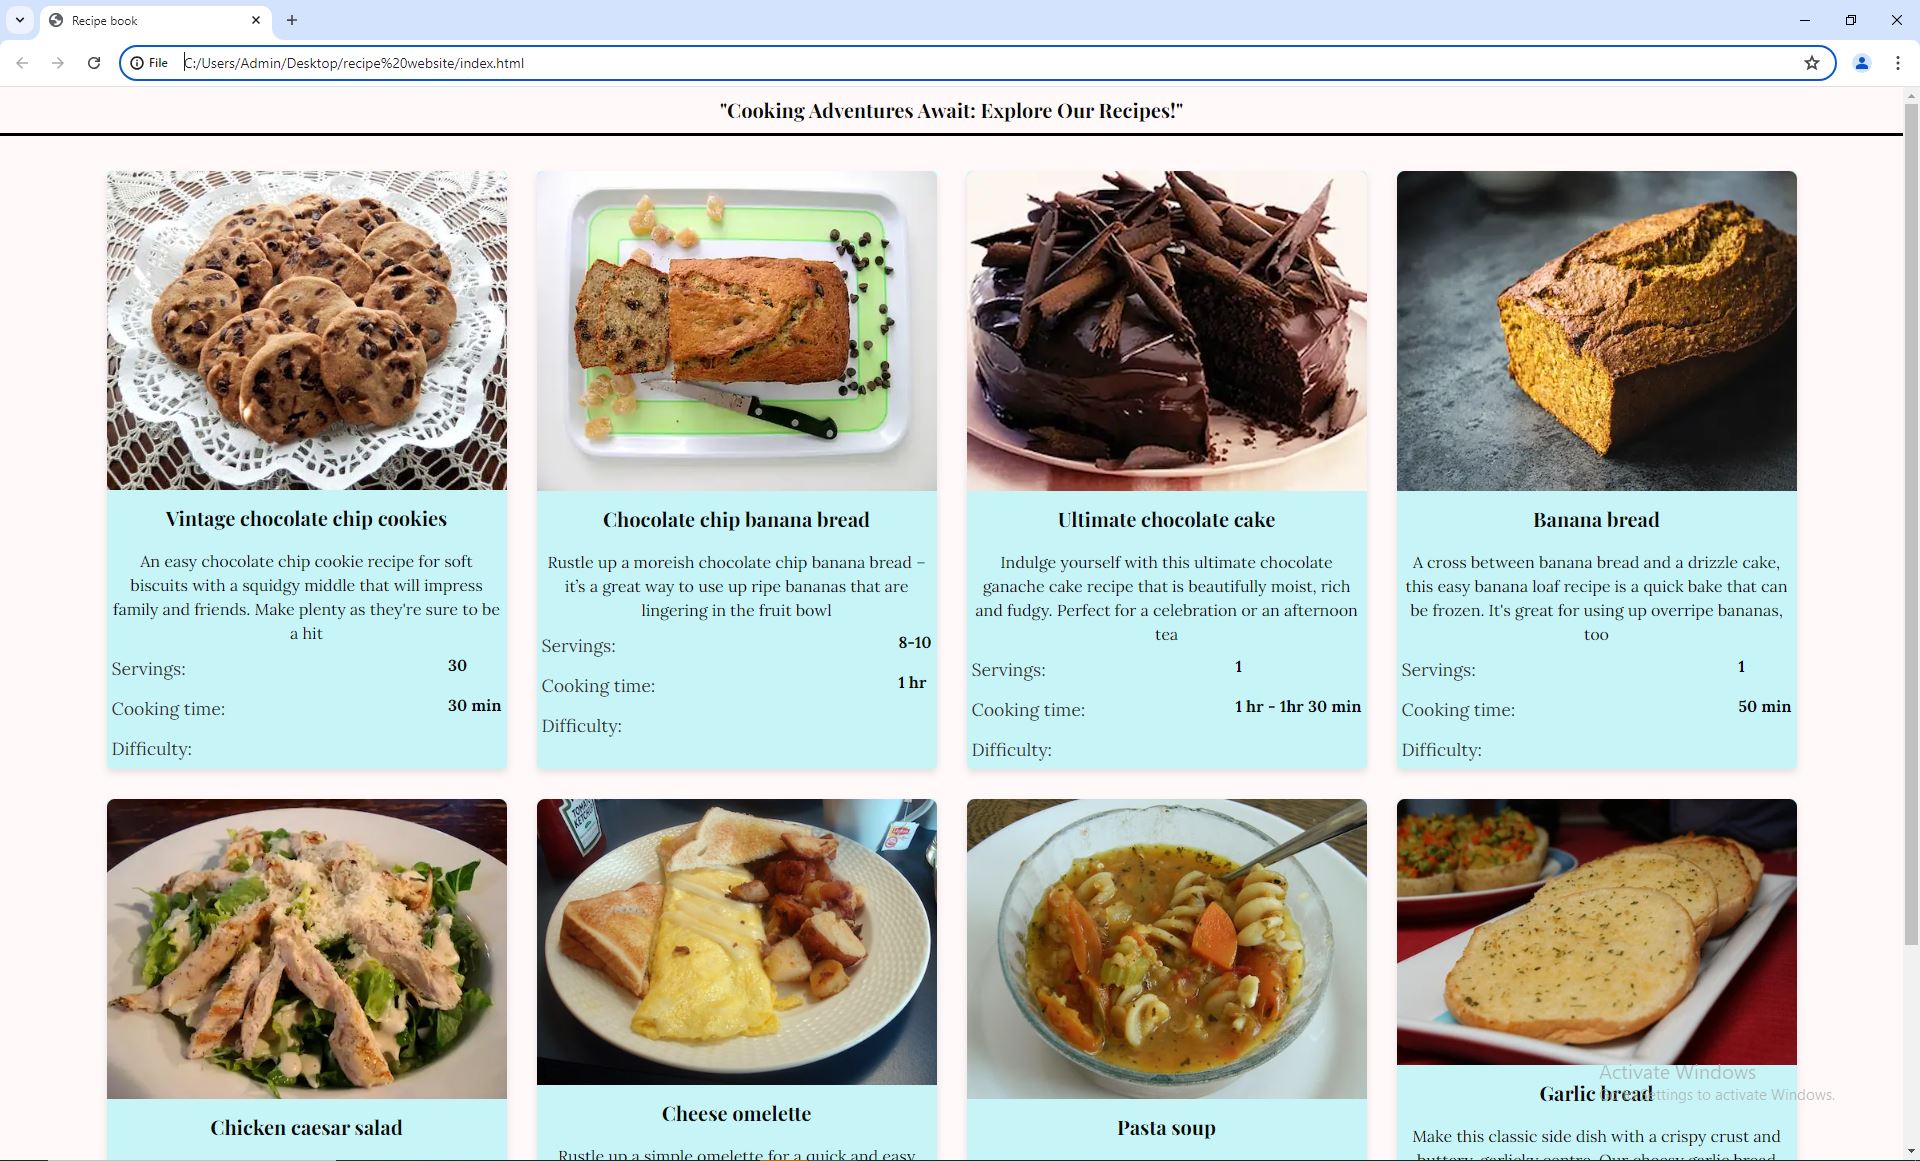 Recipe book
File
C:/Users/Admin/Desktop/recipe%20website/index.html
"Cooking Adventures Await: Explore Our Recipes!"
Vintage chocolate chip cookies
An easy chocolate chip cookie recipe for soft
biscuits with a squidgy middle that will impress
family and friends. Make plenty as they're sure to be
a hit
Servings: 30
Cooking time: 30 min
Difficulty:
Chocolate chip banana bread
Rustle up a moreish chocolate chip banana bread –
it’s a great way to use up ripe bananas that are
lingering in the fruit bowl
Servings: 8-10
Cooking time: 1 hr
Difficulty:
Ultimate chocolate cake
Indulge yourself with this ultimate chocolate
ganache cake recipe that is beautifully moist, rich
and fudgy. Perfect for a celebration or an afternoon
tea
Servings: 1
Cooking time: 1 hr - 1hr 30 min
Difficulty:
Banana bread
A cross between banana bread and a drizzle cake,
this easy banana loaf recipe is a quick bake that can
be frozen. It's great for using up overripe bananas,
too
Servings: 1
Cooking time: 50 min
Difficulty:
Chicken caesar salad
TOMATO
KETCHUP
Cheese omelette
Rustle up a simple omelette for a quick and easy
Pasta soup
Garlic bread
Make this classic side dish with a crispy crust and
buttery, garlicky centre. Our cheesy garlic bread
Activate Windows
Go to Settings to activate Windows.